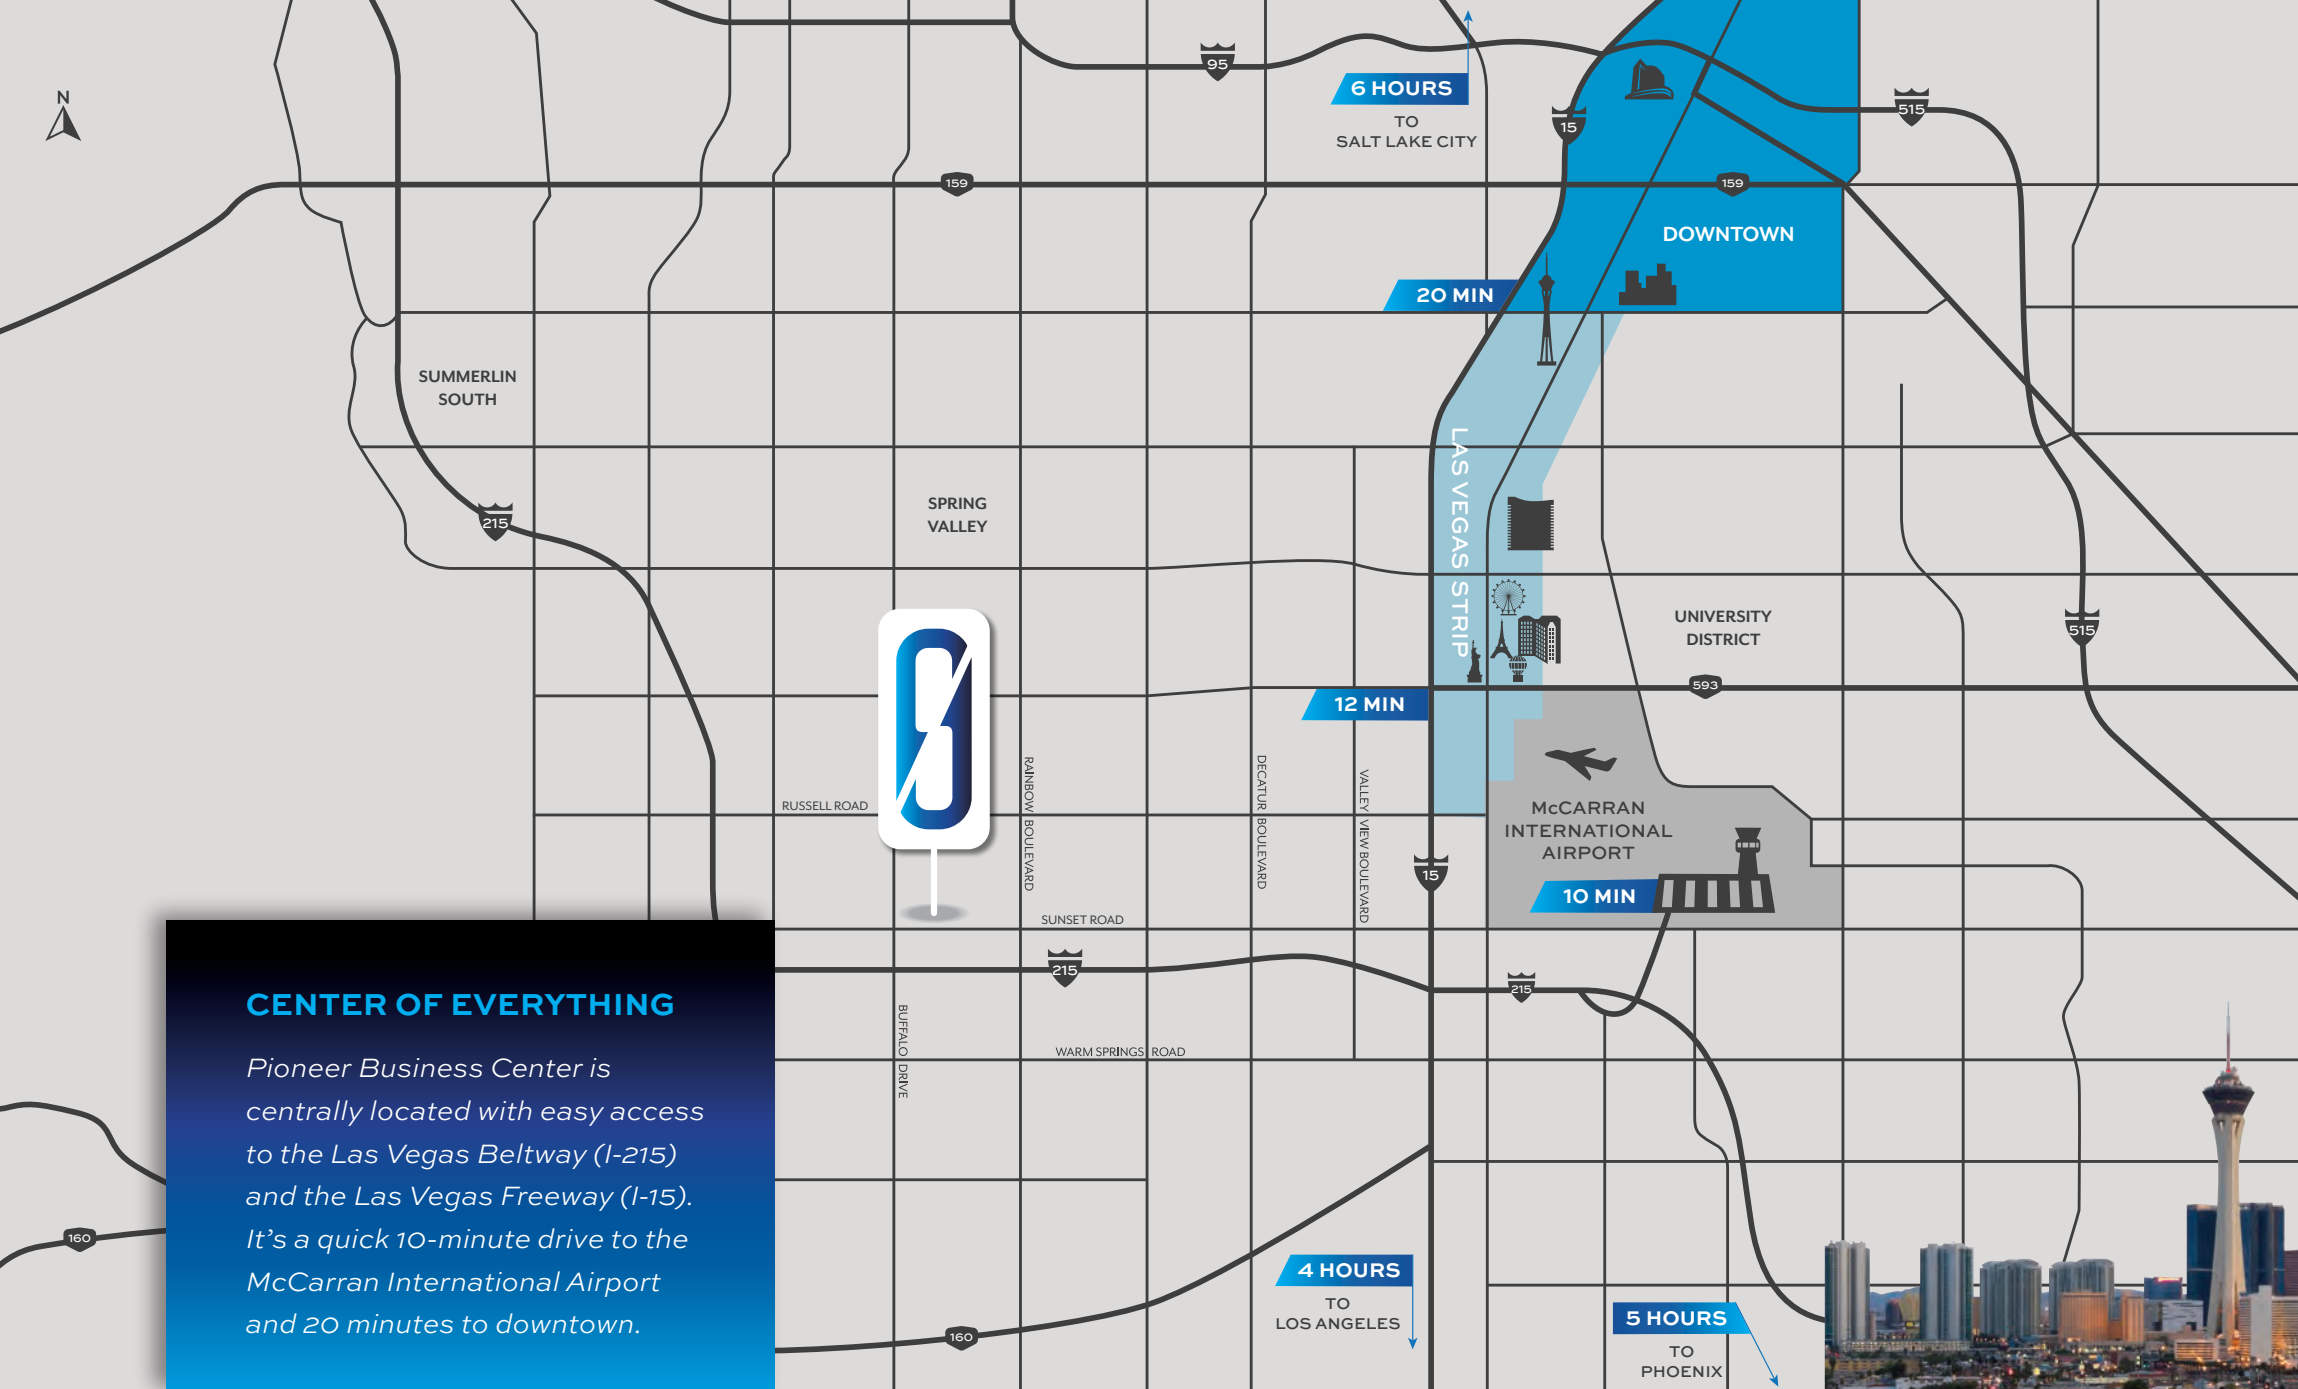 N
95
6 HOURS
TO
SALT LAKE CITY
15
515
159
159
DOWNTOWN
20 MIN
SUMMERLIN
SOUTH
LAS VEGAS STRIP
SPRING
VALLEY
215
UNIVERSITY
DISTRICT
515
593
12 MIN
RUSSELL ROAD
RAINBOW BOULEVARD
DECATUR BOULEVARD
VALLEY VIEW BOULEVARD
McCARRAN
INTERNATIONAL
AIRPORT
15
10 MIN
SUNSET ROAD
215
215
BUFFALO DRIVE
WARM SPRINGS ROAD
CENTER OF EVERYTHING
Pioneer Business Center is
centrally located with easy access
to the Las Vegas Beltway (I-215)
and the Las Vegas Freeway (I-15).
It's a quick 10-minute drive to the
McCarran International Airport
and 20 minutes to downtown.
160
160
4 HOURS
TO
LOS ANGELES
5 HOURS
TO
PHOENIX